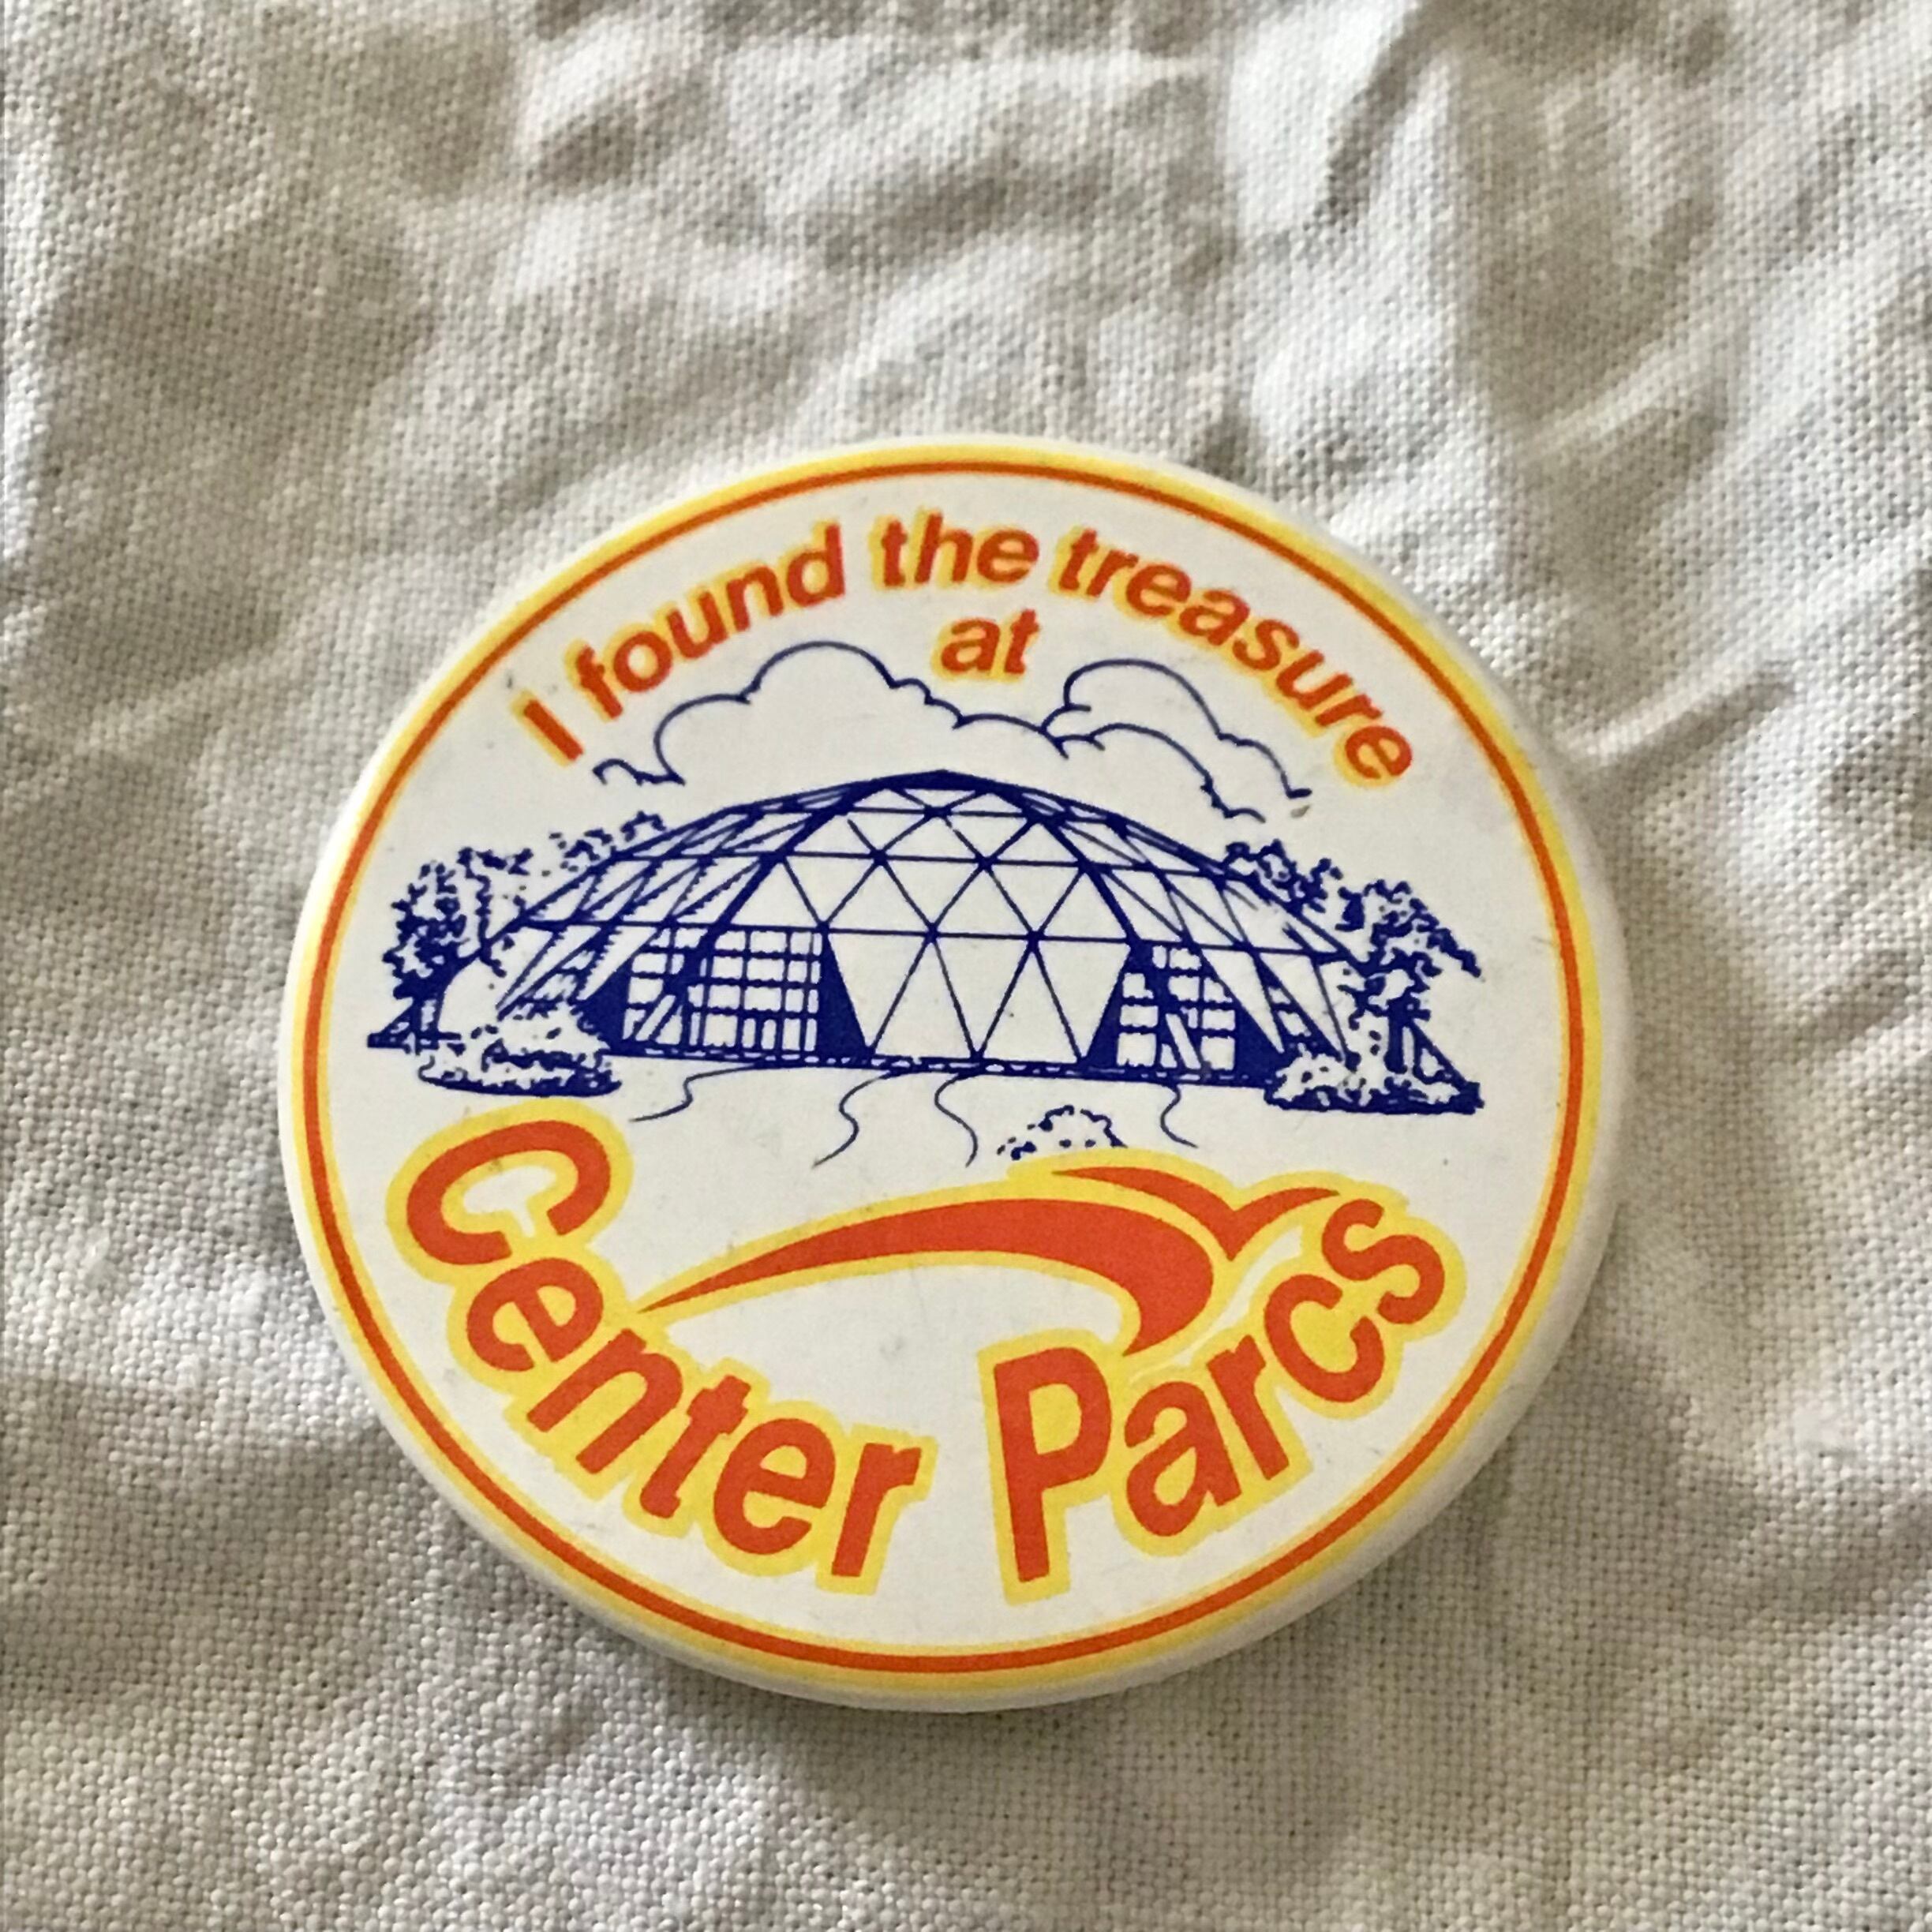 I found the treasure
at
Center Parcs